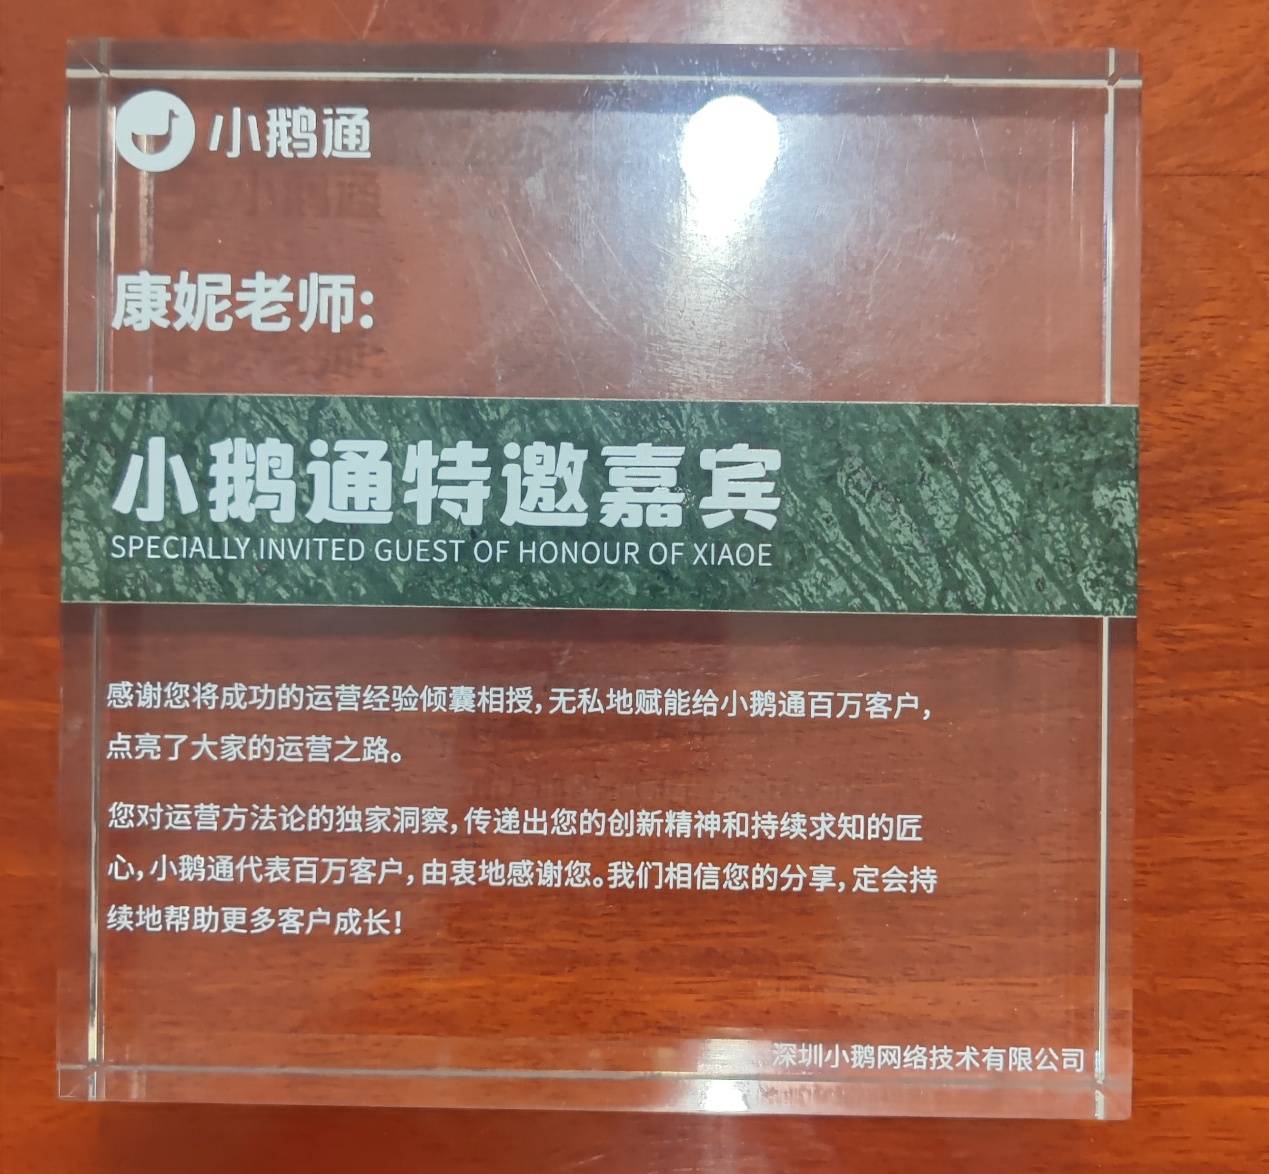 小鹅通
康妮老师:
小鹅通特邀嘉宾
SPECIALLY INVITED GUEST OF HONOUR OF XIAOE
感谢您将成功的运营经验倾囊相授,无私地赋能给小鹅通百万客户,
点亮了大家的运营之路。
您对运营方法论的独家洞察,传递出您的创新精神和持续求知的匠
心,小鹅通代表百万客户,由衷地感谢您。我们相信您的分享,定会持
续地帮助更多客户成长!
深圳小鹅网络技术有限公司